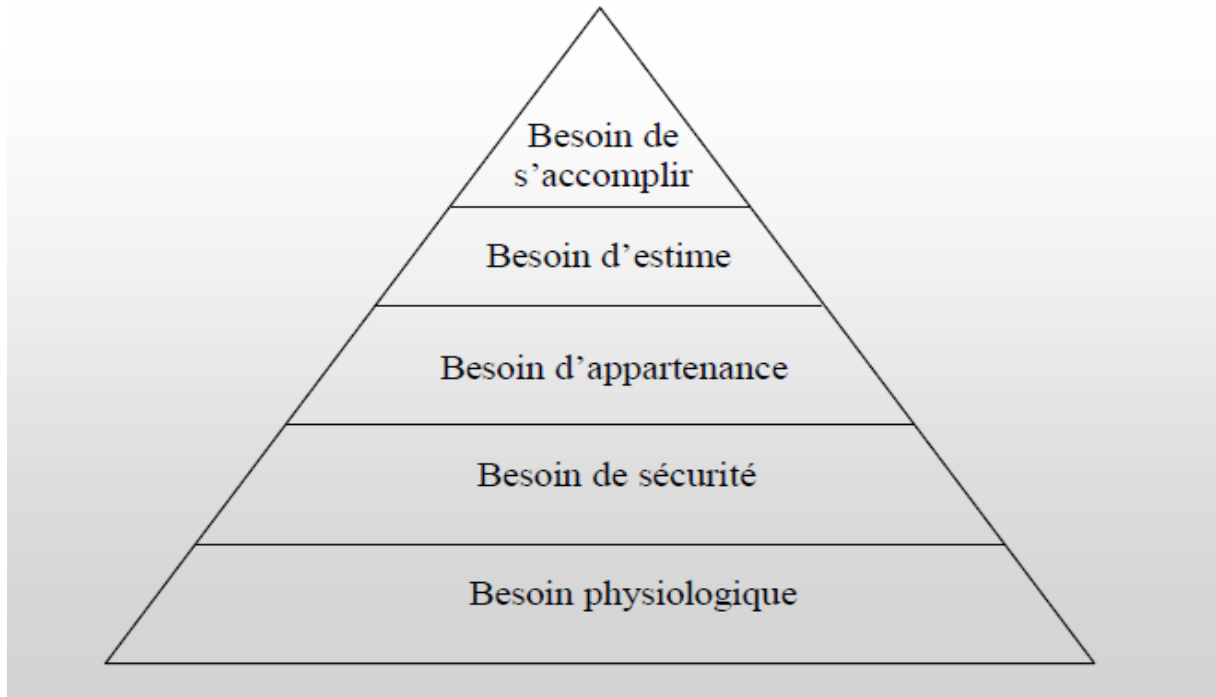 Besoin de
s’accomplir
Besoin d’estime
Besoin d’appartenance
Besoin de sécurité
Besoin physiologique